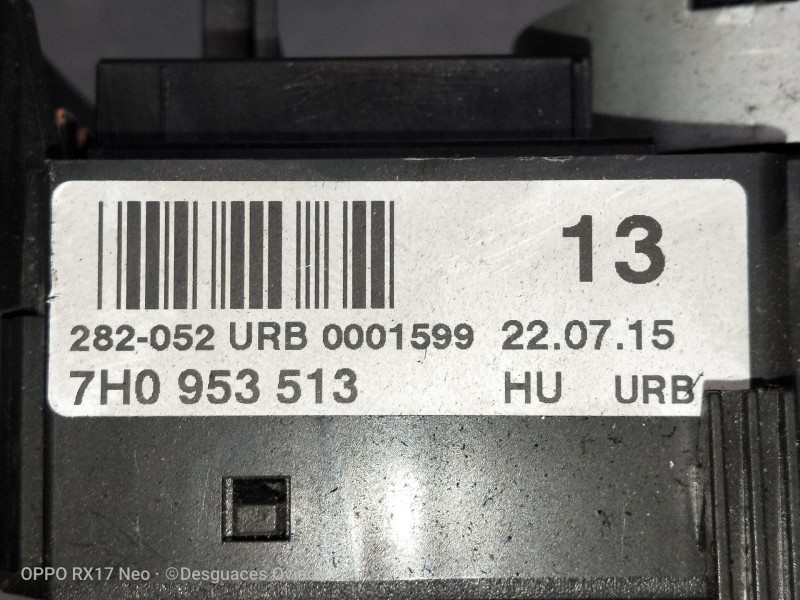 13
282-052 URB 0001599 22.07.15
7H0 953 513 HU URB
OPPO RX17 Neo · ©Desguaces